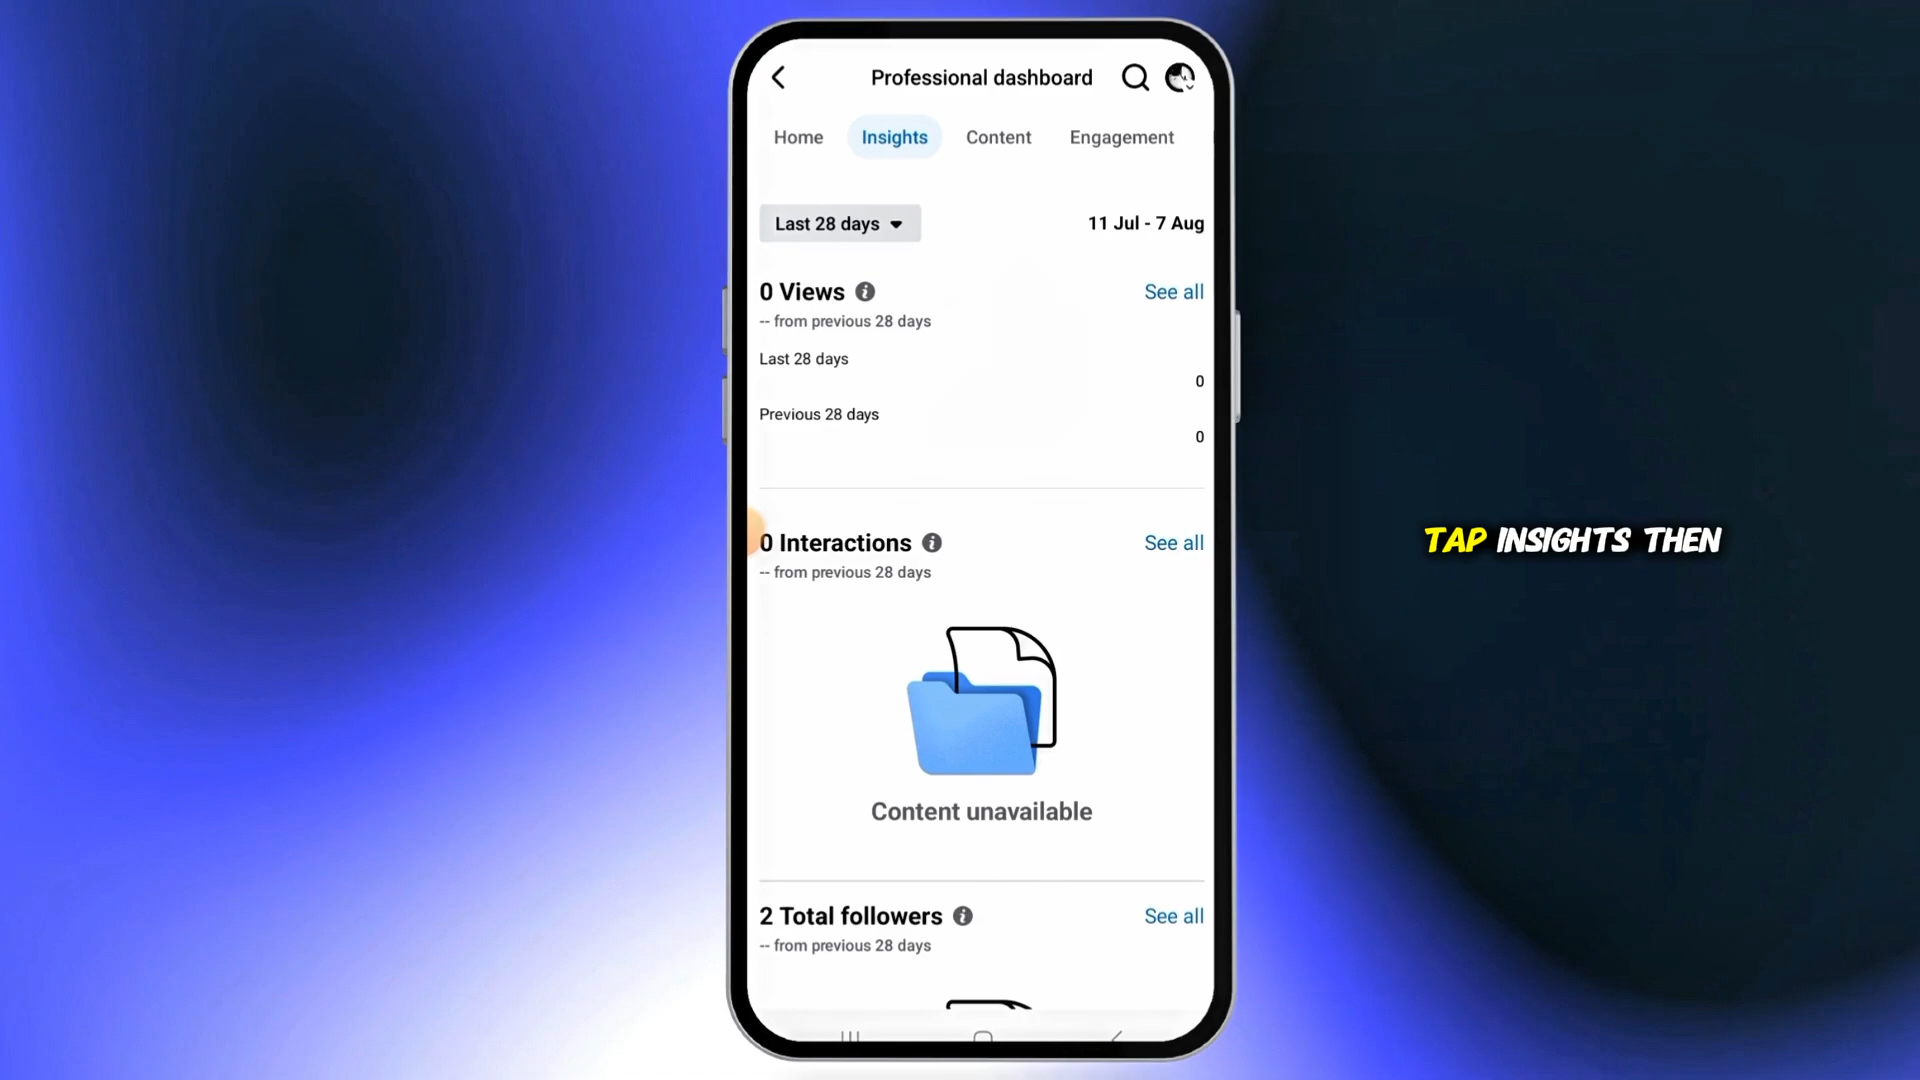 Professional dashboard
Home Insights Content Engagement
Last 28 days 11 Jul - 7 Aug
0 Views See all
-- from previous 28 days
Last 28 days
0
Previous 28 days
0
0 Interactions See all
-- from previous 28 days
Content unavailable
2 Total followers See all
-- from previous 28 days
TAP INSIGHTS THEN